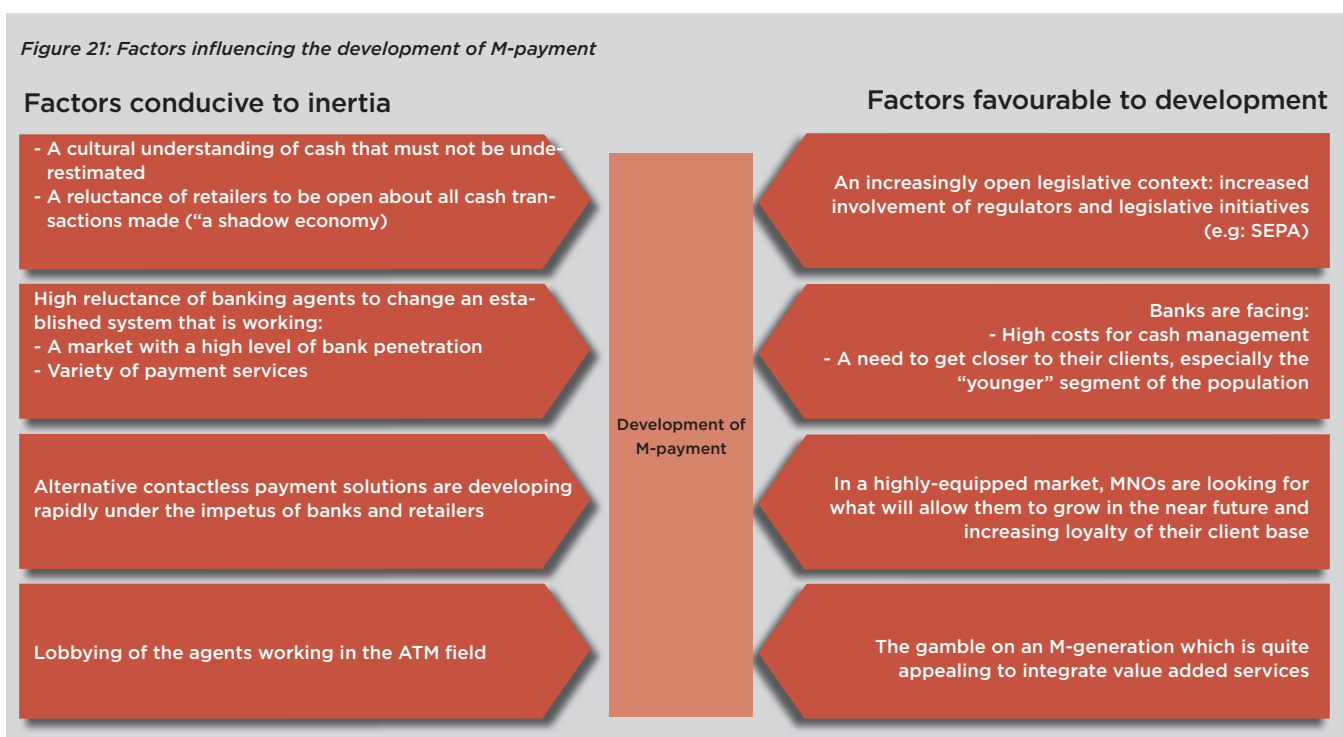 Figure 21: Factors influencing the development of M-payment
Factors conducive to inertia
- A cultural understanding of cash that must not be unde-
restimated
- A reluctance of retailers to be open about all cash tran-
sactions made (“a shadow economy)
High reluctance of banking agents to change an esta-
blished system that is working:
- A market with a high level of bank penetration
- Variety of payment services
Alternative contactless payment solutions are developing
rapidly under the impetus of banks and retailers
Lobbying of the agents working in the ATM field
Development of
M-payment
Factors favourable to development
An increasingly open legislative context: increased
involvement of regulators and legislative initiatives
(e.g: SEPA)
Banks are facing:
- High costs for cash management
- A need to get closer to their clients, especially the
“younger” segment of the population
In a highly-equipped market, MNOs are looking for
what will allow them to grow in the near future and
increasing loyalty of their client base
The gamble on an M-generation which is quite
appealing to integrate value added services